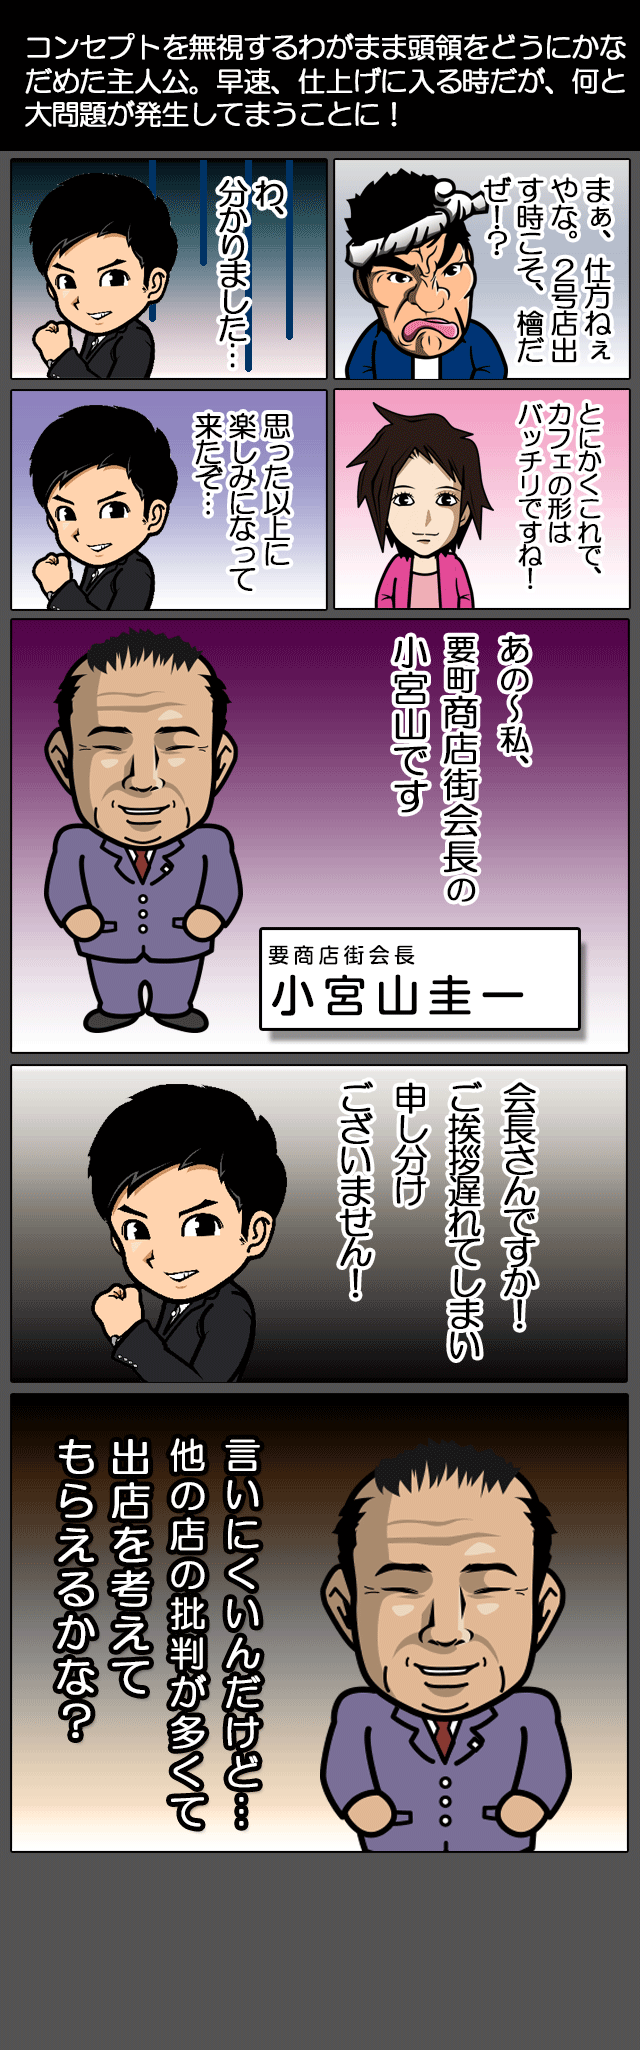 コンセプトを無視するわがまま頭領をどうにかな
だめた主人公。早速、仕上げに入る時だが、何と
大問題が発生してまうことに！
まぁ、仕方ねぇ
やな。２号店出
す時こそ、檜だ
ぜ！？
わ、
分かりました…
とにかくこれで、
カフェの形は
バッチリですね！
思った以上に
楽しみになって
来たぞ…
あの〜私、
要町商店街会長の
小宮山です
要商店街会長
小宮山圭一
会長さんですか！
ご挨拶遅れてしまい
申し分け
ございません！
言いにくいんだけど…
他の店の批判が多くて
出店を考えて
もらえるかな？